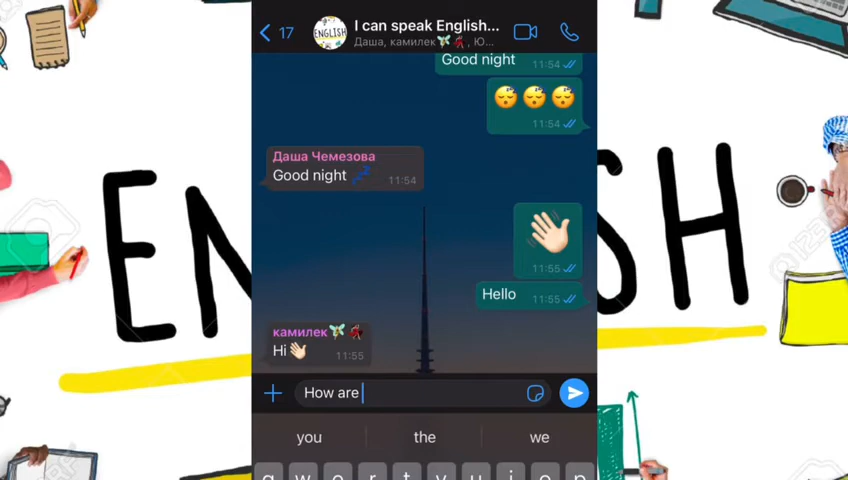 17
ENGLISH
I can speak English...
Даша, камилек🧚🏻💃🏻, Ю...
Good night
11:54
😴😴😴
11:54
Даша Чемезова
Good night 💤
11:54
👋🏻
11:55
Hello
11:55
камилек🧚🏻💃🏻
Hi👋🏻
11:55
How are
you the we
q w e r t y u i o p
EN
SH
123RF